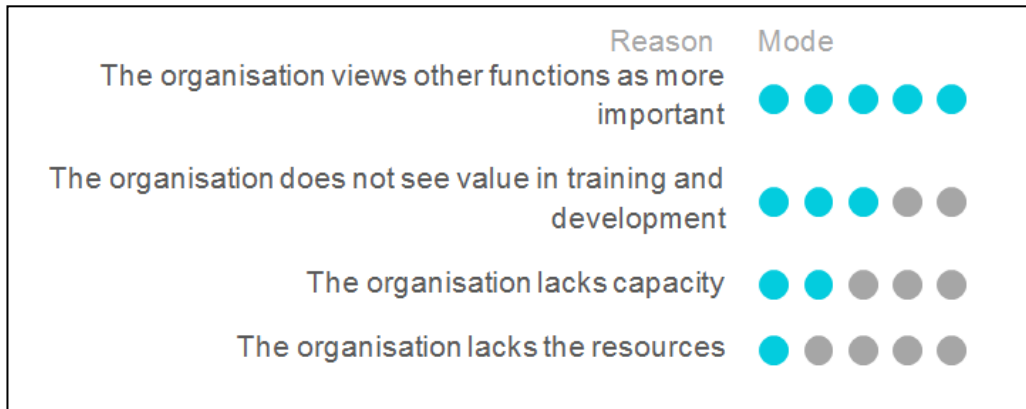 Reason Mode
The organisation views other functions as more
important
The organisation does not see value in training and
development
The organisation lacks capacity
The organisation lacks the resources